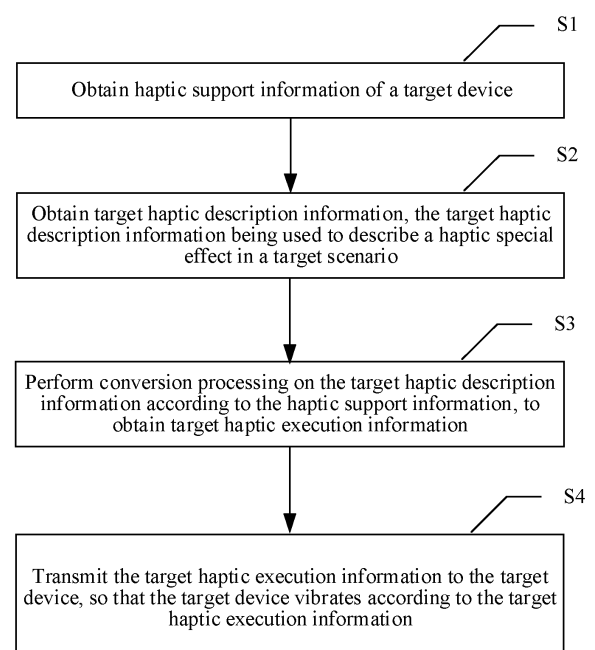 S1
Obtain haptic support information of a target device
S2
Obtain target haptic description information, the target haptic
description information being used to describe a haptic special
effect in a target scenario
S3
Perform conversion processing on the target haptic description
information according to the haptic support information, to
obtain target haptic execution information
S4
Transmit the target haptic execution information to the target
device, so that the target device vibrates according to the target
haptic execution information